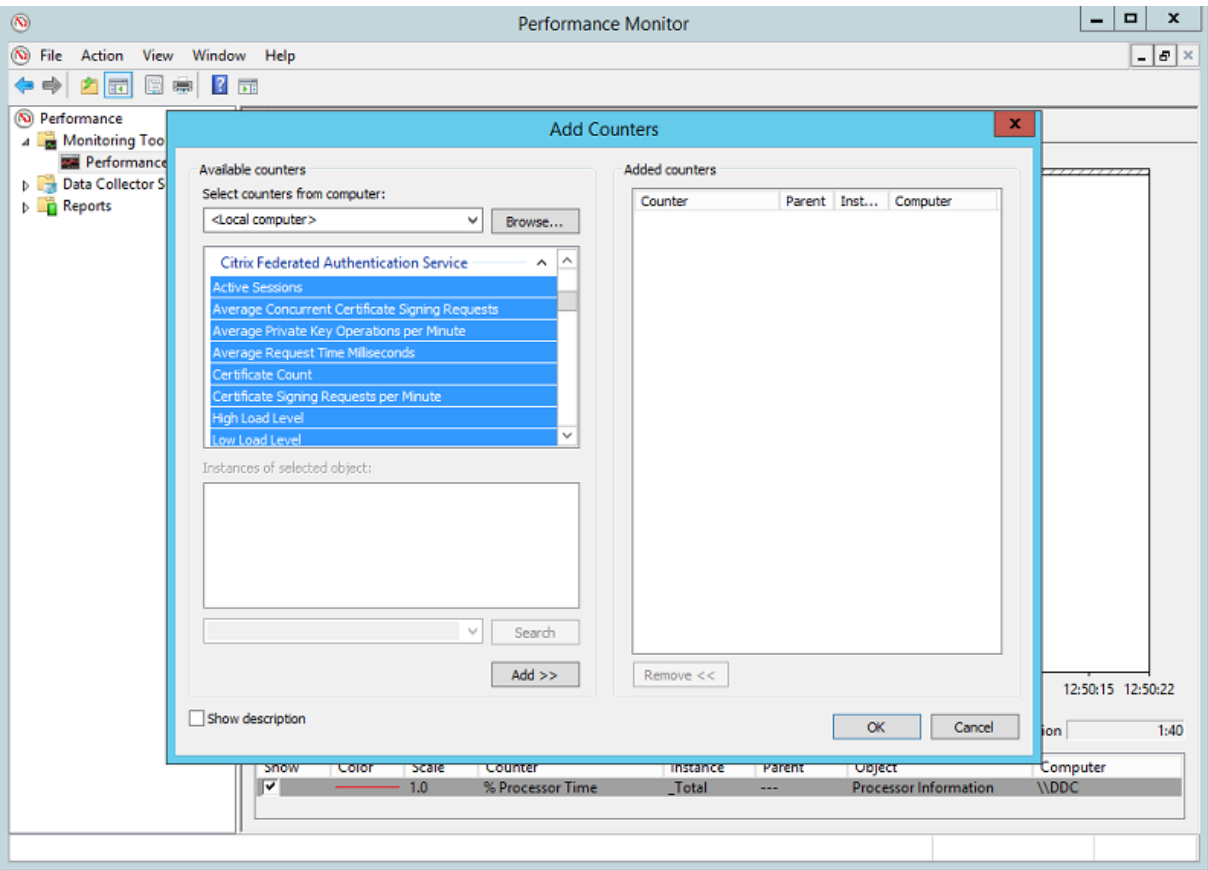 Performance Monitor
File Action View Window Help
Performance
Monitoring Too
Performance
Data Collector S
Reports
Add Counters
Available counters
Select counters from computer:
<Local computer>
Browse...
Citrix Federated Authentication Service
Active Sessions
Average Concurrent Certificate Signing Requests
Average Private Key Operations per Minute
Average Request Time Miliseconds
Certificate Count
Certificate Signing Requests per Minute
High Load Level
Low Load Level
Instances of selected object:
Search
Add >>
Show description
Added counters
Counter Parent Inst... Computer
Remove <<
OK Cancel
12:50:15 12:50:22
ion 1:40
Show Color Scale Counter Instance Parent Object Computer
1.0 % Processor Time _Total --- Processor Information \\DDC